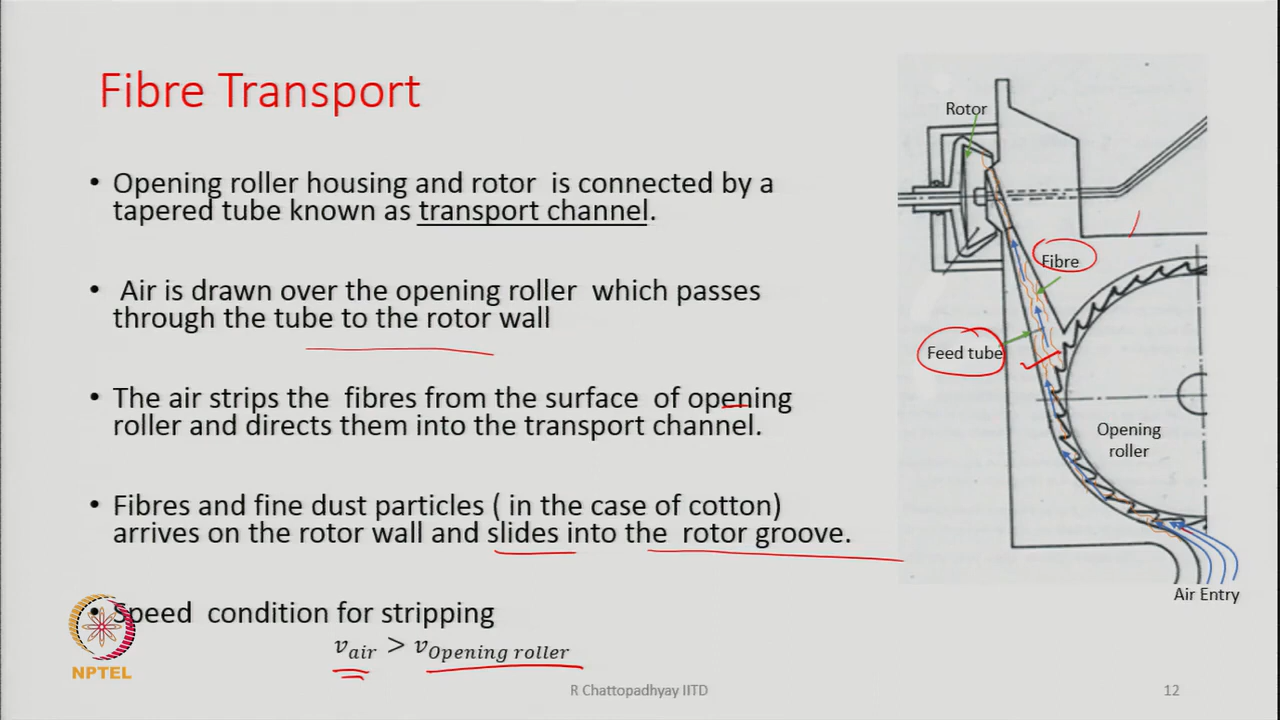 Fibre Transport
• Opening roller housing and rotor is connected by a
tapered tube known as transport channel.
• Air is drawn over the opening roller which passes
through the tube to the rotor wall
• The air strips the fibres from the surface of opening
roller and directs them into the transport channel.
• Fibres and fine dust particles ( in the case of cotton)
arrives on the rotor wall and slides into the rotor groove.
• Speed condition for stripping
v_air > v_Opening roller
Rotor
Fibre
Feed tube
Opening
roller
Air Entry
NPTEL
R Chattopadhyay IITD
12